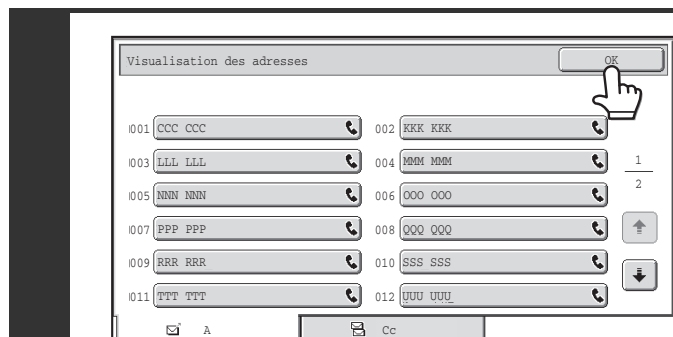 Visualisation des adresses OK
001 CCC CCC 002 KKK KKK
003 LLL LLL 004 MMM MMM
005 NNN NNN 006 OOO OOO
007 PPP PPP 008 QQQ QQQ
009 RRR RRR 010 SSS SSS
011 TTT TTT 012 UUU UUU
1
2
A Cc